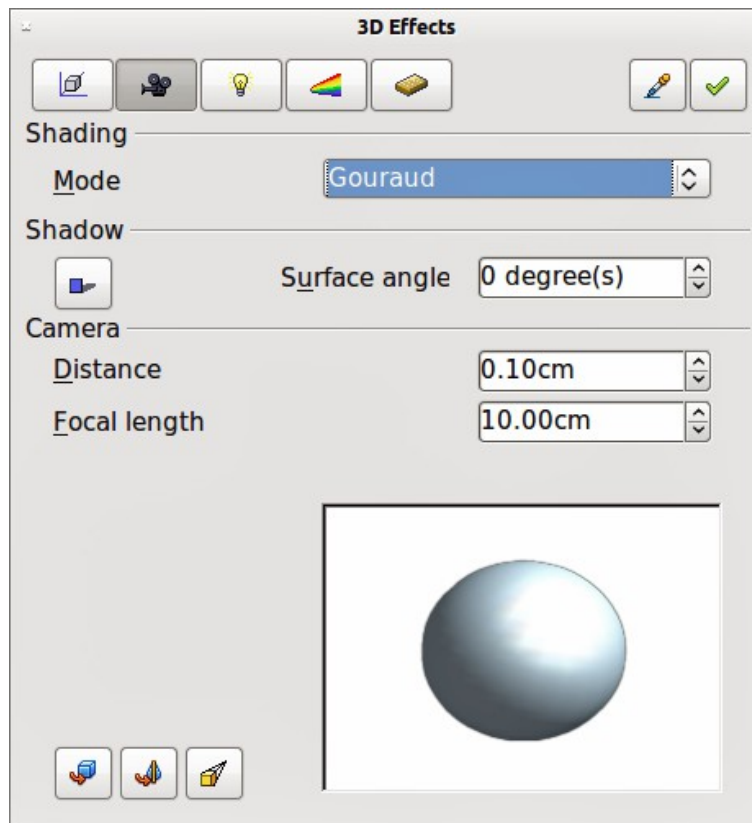 3D Effects
Shading
Mode Gouraud
Shadow
Surface angle 0 degree(s)
Camera
Distance 0.10cm
Focal length 10.00cm